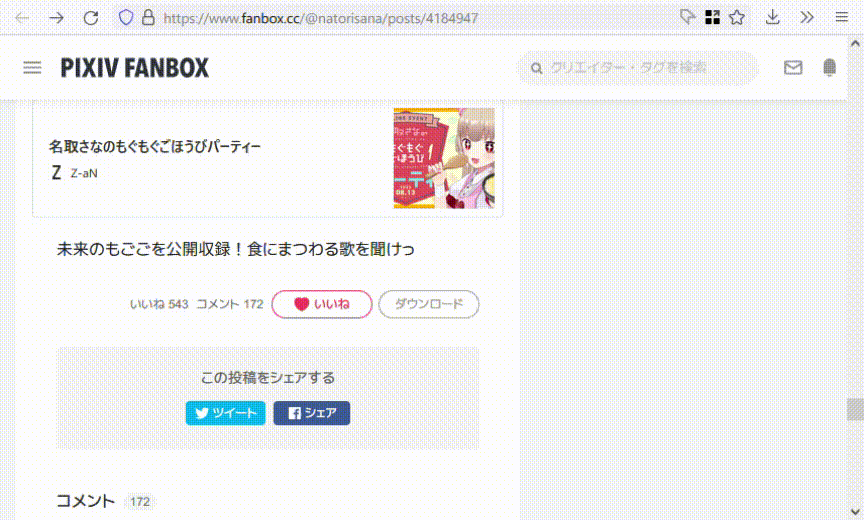 https://www.fanbox.cc/@natorisana/posts/4184947
PIXIV FANBOX
クリエイター・タグを検索
名取さなのもぐもぐごほうびパーティー
Z Z-aN
未来のもごごを公開収録！食にまつわる歌を聞けっ
いいね 543 コメント 172 いいね ダウンロード
この投稿をシェアする
ツイート シェア
コメント 172